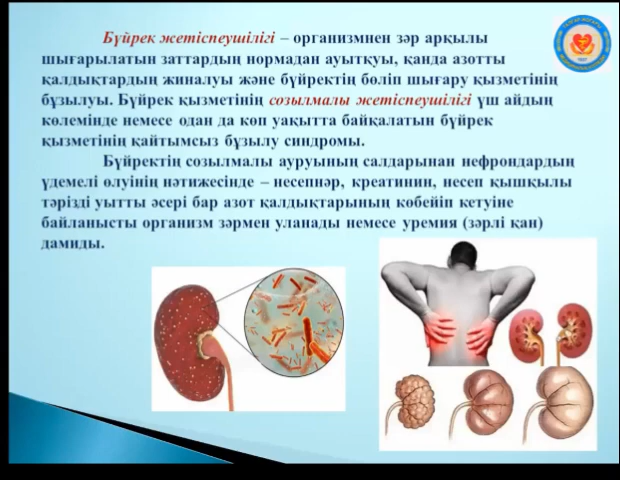 Бүйрек жетіспеушілігі – организмнен зәр арқылы
шығарылатын заттардың нормадан ауытқуы, қанда азотты
қалдықтардың жиналуы және бүйректің бөліп шығару қызметінің
бұзылуы. Бүйрек қызметінің созылмалы жетіспеушілігі үш айдың
көлемінде немесе одан да көп уақытта байқалатын бүйрек
қызметінің қайтымсыз бұзылу синдромы.
Бүйректің созылмалы ауруының салдарынан нефрондардың
үдемелі өлуінің нәтижесінде – несепнәр, креатинин, несеп қышқылы
тәрізді уытты әсері бар азот қалдықтарының көбейіп кетуіне
байланысты организм зәрмен уланады немесе уремия (зәрлі қан)
дамиды.